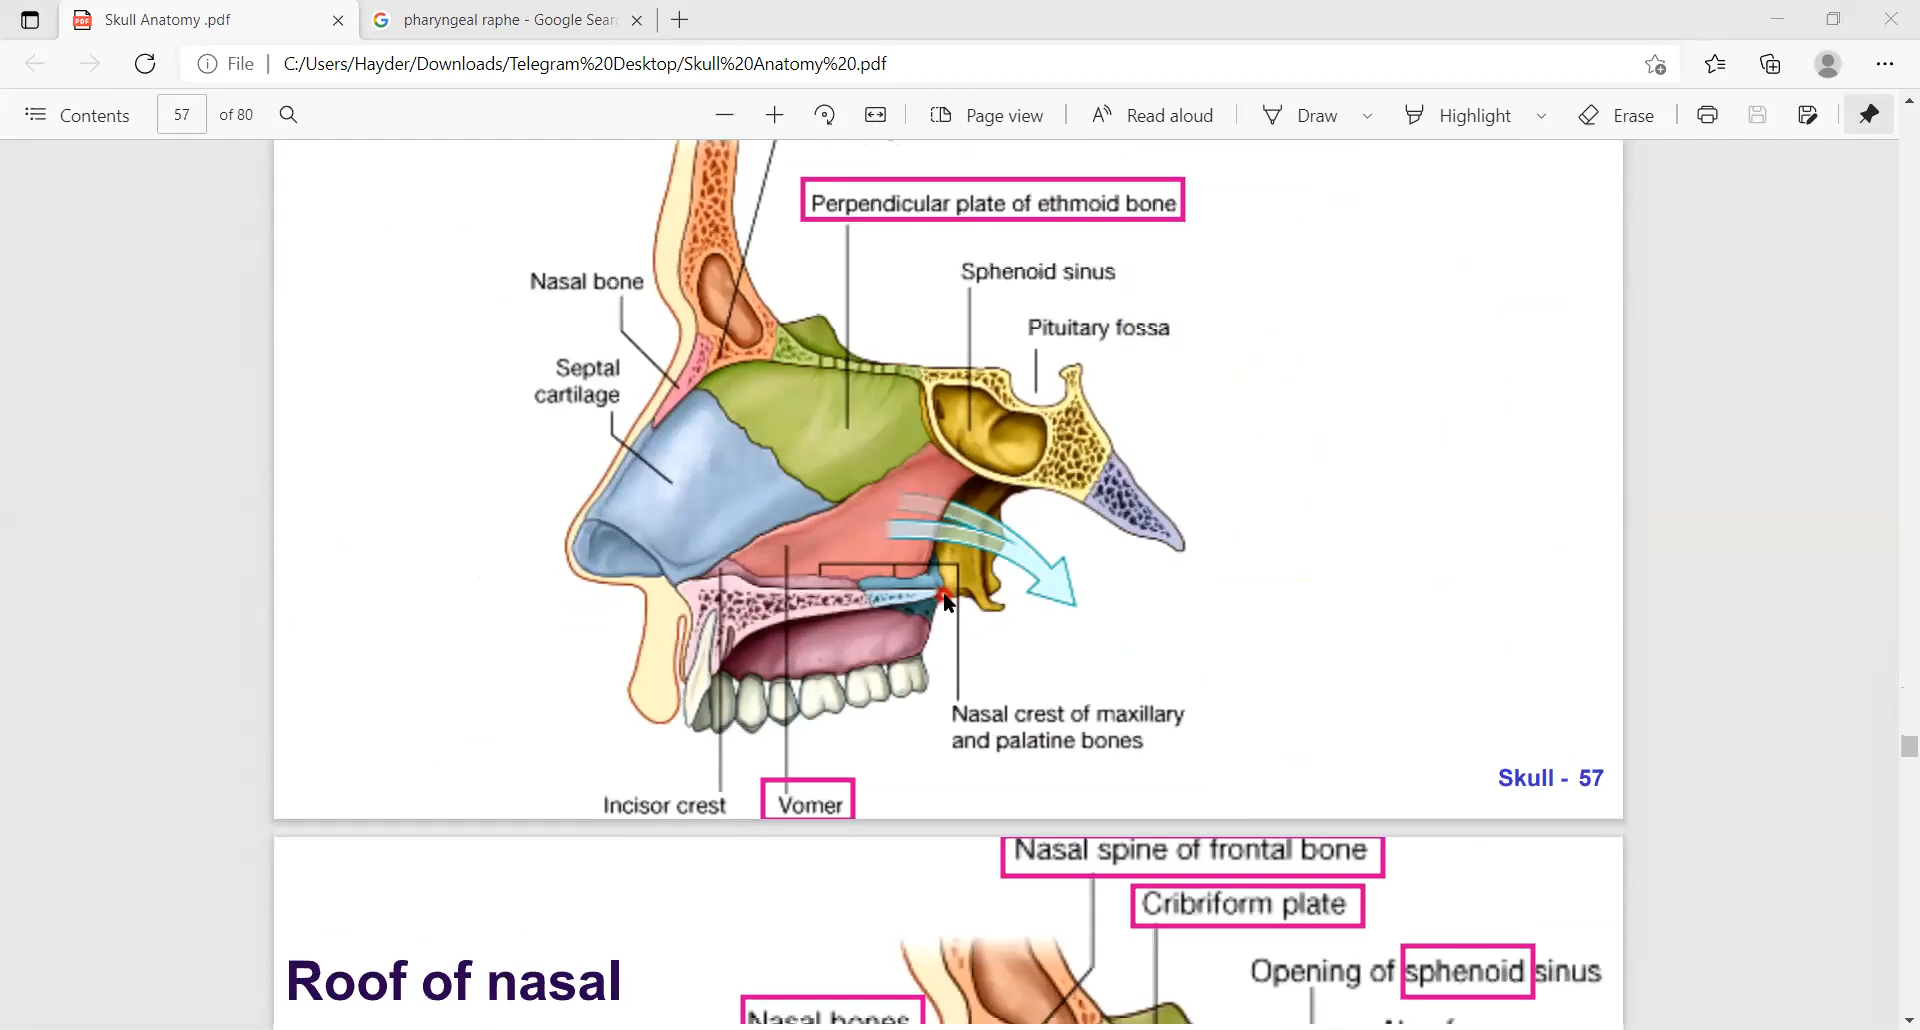 Skull Anatomy .pdf
pharyngeal raphe - Google Sear
File
C:/Users/Hayder/Downloads/Telegram%20Desktop/Skull%20Anatomy%20.pdf
Contents
57
of 80
Page view
Read aloud
Draw
Highlight
Erase
Perpendicular plate of ethmoid bone
Sphenoid sinus
Nasal bone
Pituitary fossa
Septal
cartilage
Nasal crest of maxillary
and palatine bones
Skull - 57
Incisor crest
Vomer
Nasal spine of frontal bone
Cribriform plate
Opening of sphenoid sinus
Roof of nasal
Nasal bones